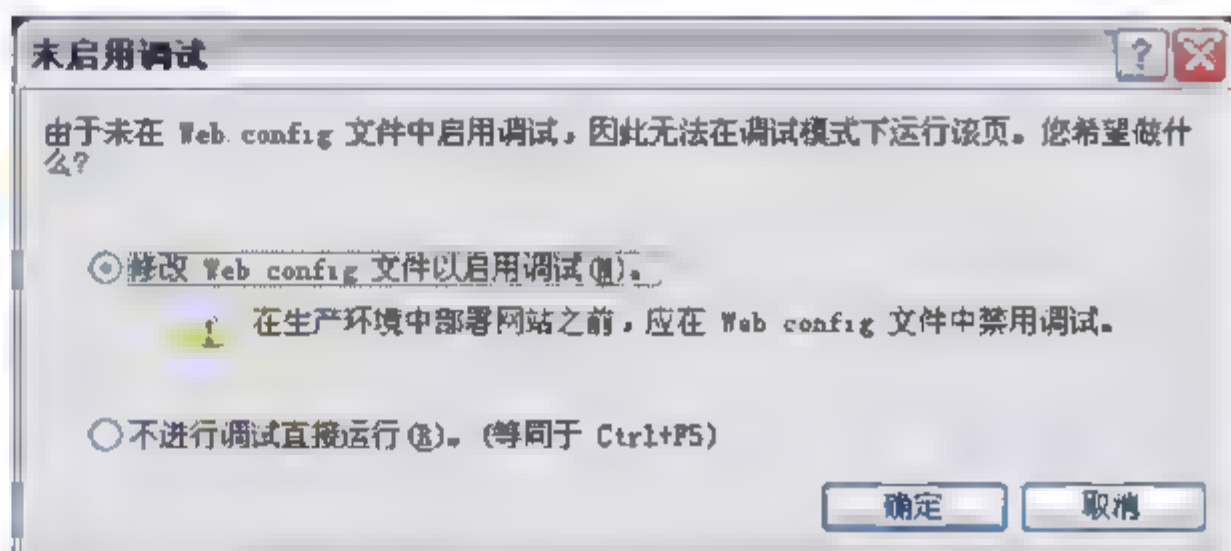 未启用调试
由于未在 Web.config 文件中启用调试，因此无法在调试模式下运行该页。您希望做什
么？
修改 Web.config 文件以启用调试(M)。
在生产环境中部署网站之前，应在 Web.config 文件中禁用调试。
不进行调试直接运行(R)。(等同于 Ctrl+F5)
确定 取消